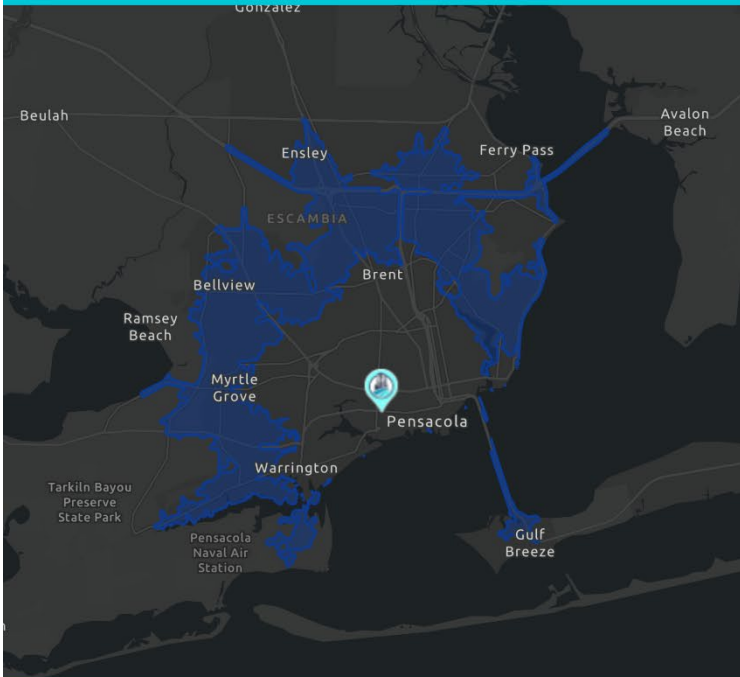 Gonzalez
Beulah
Avalon
Beach
Ensley
Ferry Pass
ESCAMBIA
Brent
Bellview
Ramsey
Beach
Myrtle
Grove
Pensacola
Warrington
Tarkiln Bayou
Preserve
State Park
Pensacola
Naval Air
Station
Gulf
Breeze